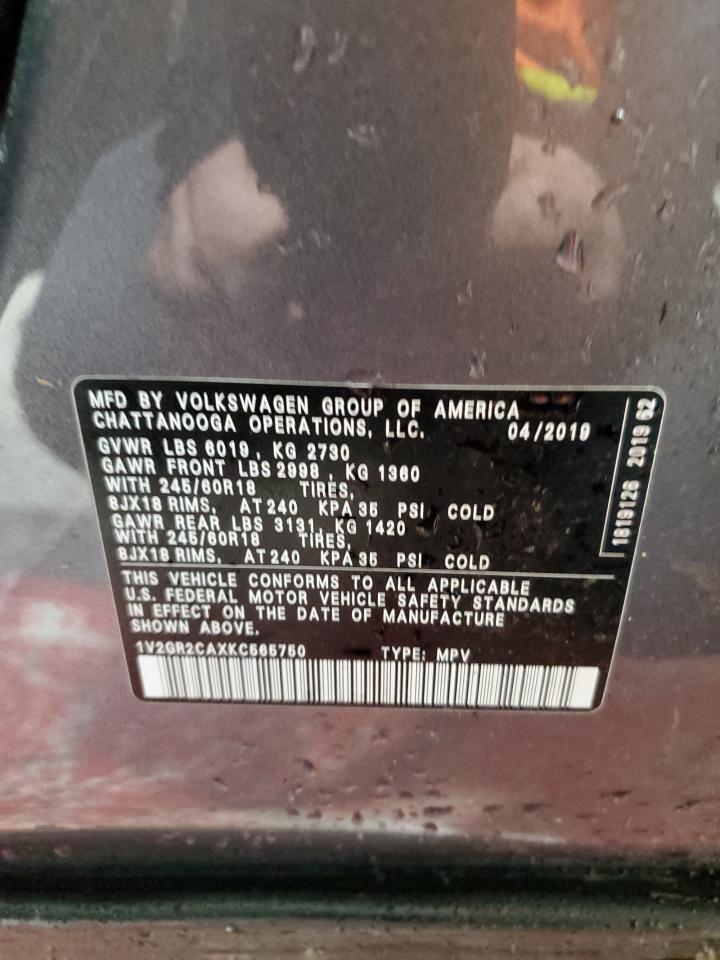 MFD BY VOLKSWAGEN GROUP OF AMERICA
CHATTANOOGA OPERATIONS, LLC. 04/2019
GVWR LBS 6019, KG 2730
GAWR FRONT LBS 2998, KG 1360
WITH 245/60R18 TIRES,
8JX18 RIMS, AT 240 KPA 35 PSI COLD
GAWR REAR LBS 3131, KG 1420
WITH 245/60R18 TIRES,
8JX18 RIMS, AT 240 KPA 35 PSI COLD
THIS VEHICLE CONFORMS TO ALL APPLICABLE
U.S. FEDERAL MOTOR VEHICLE SAFETY STANDARDS
IN EFFECT ON THE DATE OF MANUFACTURE
SHOWN ABOVE.
1V2GR2CAXKC565750 TYPE: MPV
1819126 2019 62